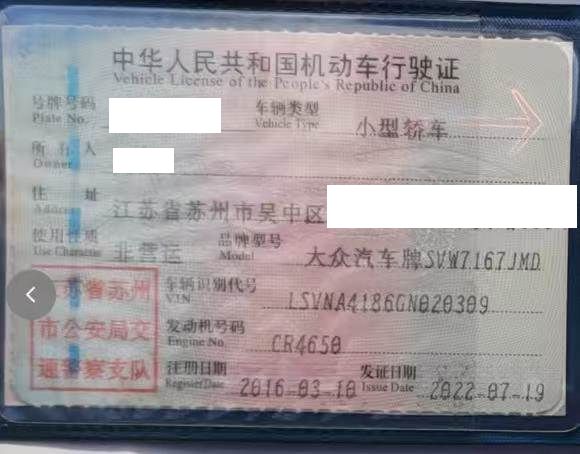 中华人民共和国机动车行驶证
Vehicle License of the People's Republic of China
号牌号码
Plate No.
车辆类型
Vehicle Type
小型轿车
所有人
Owner
住址
Address
江苏省苏州市吴中区
使用性质
Use Character
非营运
品牌型号
Model
大众汽车牌SVW7167JMD
江苏省苏州
市公安局交
通警察支队
车辆识别代号
VIN
LSVNA4186GN020309
发动机号码
Engine No.
CR4650
注册日期
Register Date
2016-03-10
发证日期
Issue Date
2022-07-19